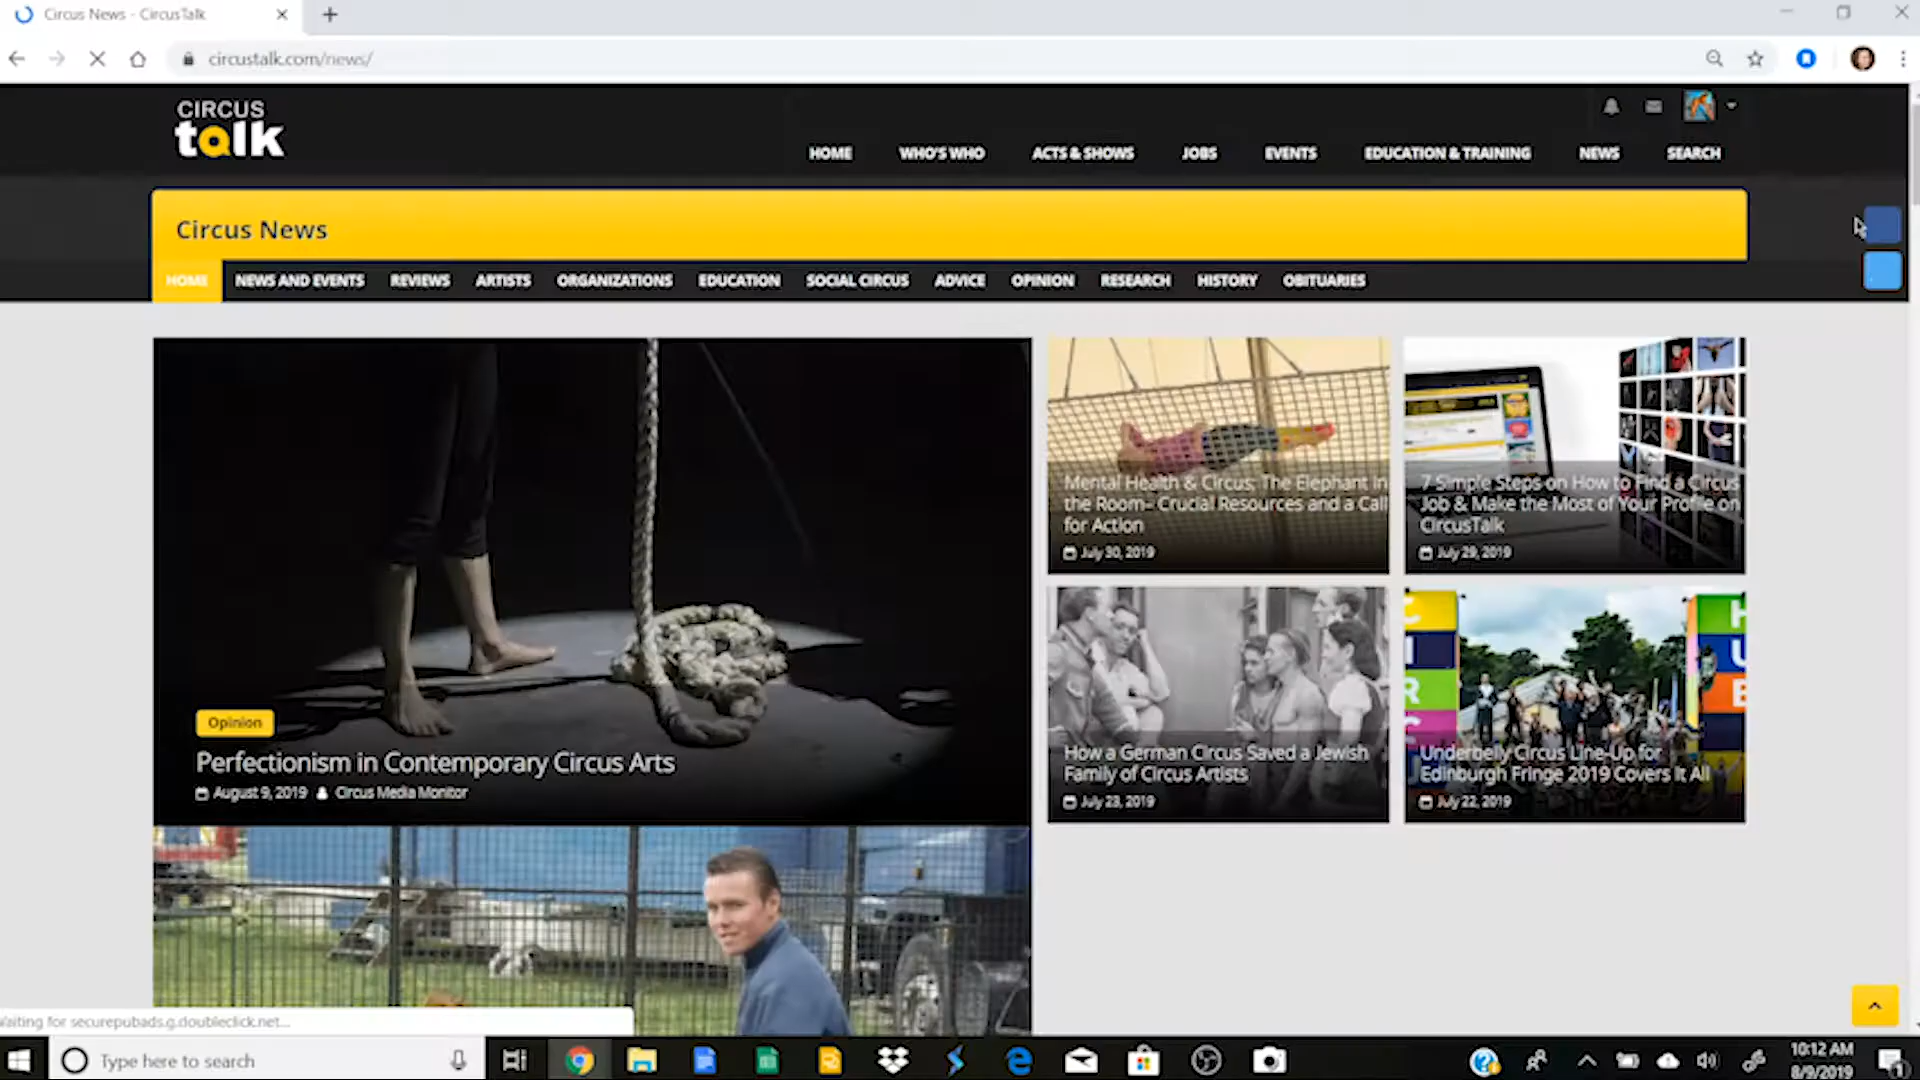 Circus News - CircusTalk
circustalk.com/news/
CIRCUS
talk
HOME WHO'S WHO ACTS & SHOWS JOBS EVENTS EDUCATION & TRAINING NEWS SEARCH
Circus News
HOME NEWS AND EVENTS REVIEWS ARTISTS ORGANIZATIONS EDUCATION SOCIAL CIRCUS ADVICE OPINION RESEARCH HISTORY OBITUARIES
Opinion
Perfectionism in Contemporary Circus Arts
August 9, 2019 Circus Media Monitor
Mental Health & Circus: The Elephant in
the Room– Crucial Resources and a Call
for Action
July 30, 2019
7 Simple Steps on How to Find a Circus
Job & Make the Most of Your Profile on
CircusTalk
July 29, 2019
How a German Circus Saved a Jewish
Family of Circus Artists
July 23, 2019
C
I
R
C
H
U
B
Underbelly Circus Line-Up for
Edinburgh Fringe 2019 Covers It All
July 22, 2019
Waiting for securepubads.g.doubleclick.net...
Type here to search
10:12 AM
8/9/2019
1